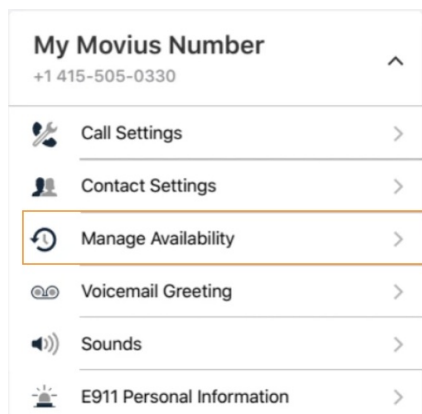 My Movius Number
+1 415-505-0330
Call Settings
Contact Settings
Manage Availability
Voicemail Greeting
Sounds
E911 Personal Information